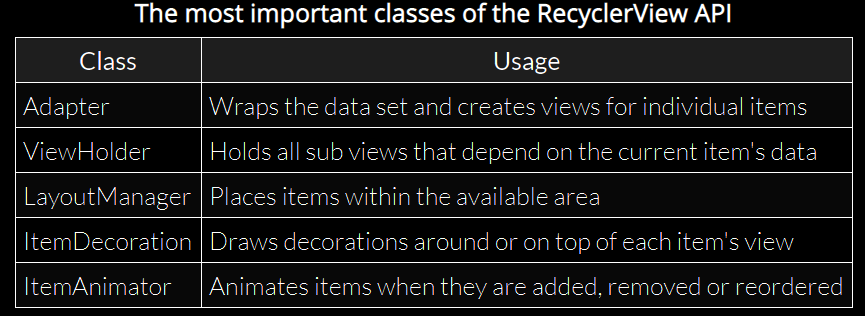 The most important classes of the RecyclerView API
Class Usage
Adapter Wraps the data set and creates views for individual items
ViewHolder Holds all sub views that depend on the current item's data
LayoutManager Places items within the available area
ItemDecoration Draws decorations around or on top of each item's view
ItemAnimator Animates items when they are added, removed or reordered